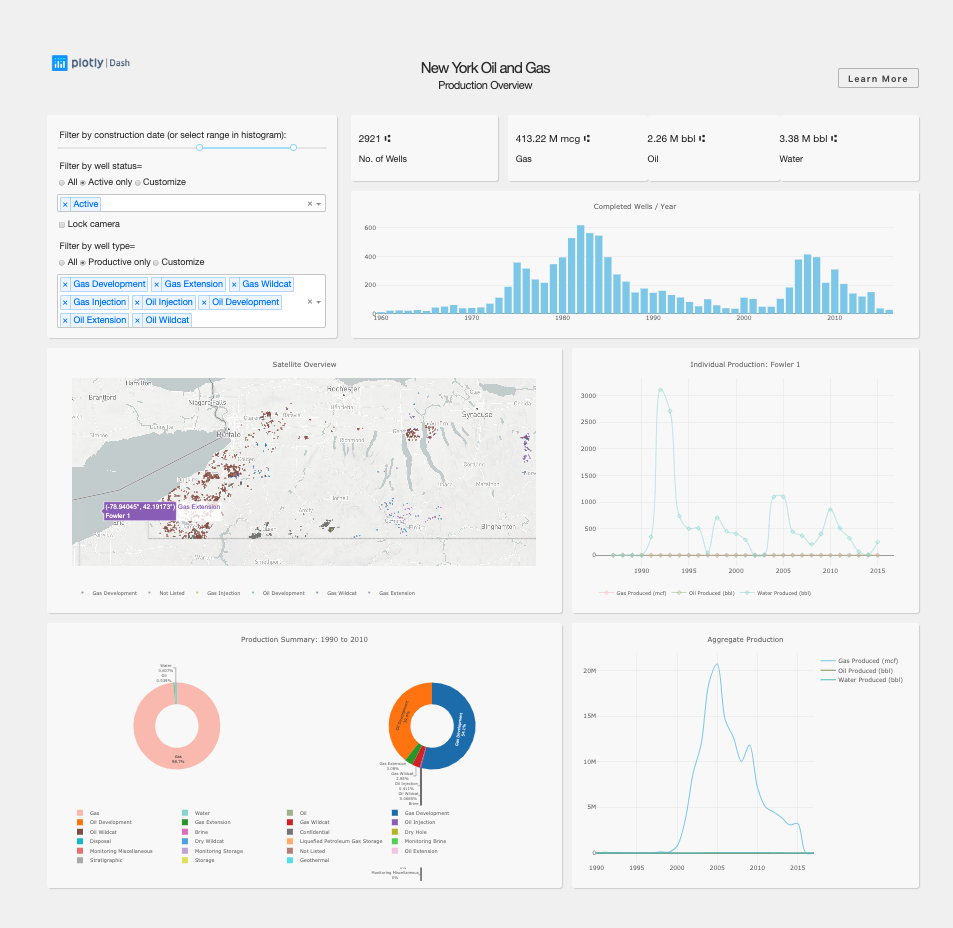 plotly | Dash
New York Oil and Gas
Production Overview
Learn More
Filter by construction date (or select range in histogram):
Filter by well status=
All Active only Customize
× Active
Lock camera
Filter by well type=
All Productive only Customize
× Gas Development × Gas Extension × Gas Wildcat
× Gas Injection × Oil Injection × Oil Development
× Oil Extension × Oil Wildcat
2921
No. of Wells
413.22 M mcg
Gas
2.26 M bbl
Oil
3.38 M bbl
Water
Completed Wells / Year
600
400
200
0
1960 1970 1980 1990 2000 2010
Satellite Overview
Hamilton
Brantford
Niagara Falls
Rochester
Syracuse
Buffalo
(-78.94045°, 42.19173°) Gas Extension
Fowler 1
Erie
Binghamton
Gas Development Not Listed Gas Injection Oil Development Gas Wildcat Gas Extension
Individual Production: Fowler 1
3000
2500
2000
1500
1000
500
0
1990 1995 2000 2005 2010 2015
Gas Produced (mcf) Oil Produced (bbl) Water Produced (bbl)
Production Summary: 1990 to 2010
Water
Oil
Gas
Oil Development
Gas Development
Gas Extension
Gas Wildcat
Oil Injection
Oil Wildcat
Brine
Gas Water Oil Gas Development
Oil Development Gas Extension Gas Wildcat Oil Injection
Oil Wildcat Brine Confidential Dry Hole
Disposal Dry Wildcat Liquefied Petroleum Gas Storage Monitoring Brine
Monitoring Miscellaneous Monitoring Storage Not Listed Oil Extension
Stratigraphic Storage Geothermal
Monitoring Miscellaneous
0%
Aggregate Production
20M
15M
10M
5M
0
1990 1995 2000 2005 2010 2015
Gas Produced (mcf)
Oil Produced (bbl)
Water Produced (bbl)